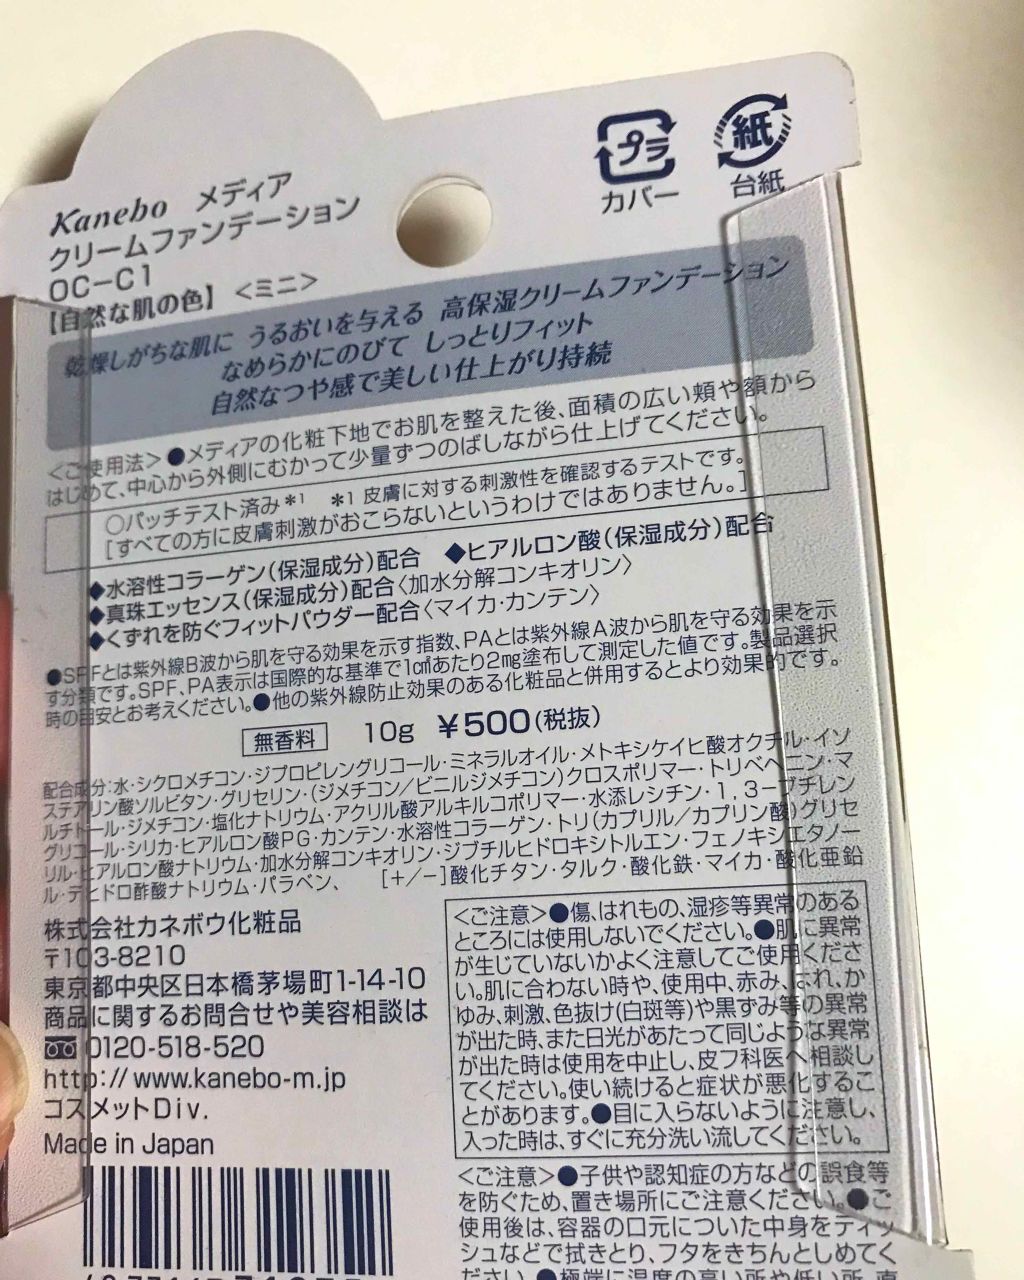 Kanebo メディア
クリームファンデーション
OC-C1
【自然な肌の色】 <ミニ>
プラ
カバー
紙
台紙
乾燥しがちな肌に うるおいを与える 高保湿クリームファンデーション
なめらかにのびて しっとりフィット
自然なつや感で美しい仕上がり持続
<ご使用法> ●メディアの化粧下地でお肌を整えた後、面積の広い頬や額から
はじめて、中心から外側にむかって少量ずつのばしながら仕上げてください。
○パッチテスト済み*1 *1 皮膚に対する刺激性を確認するテストです。
[すべての方に皮膚刺激がおこらないというわけではありません。]
◆水溶性コラーゲン(保湿成分)配合 ◆ヒアルロン酸(保湿成分)配合
◆真珠エッセンス(保湿成分)配合〈加水分解コンキオリン〉
◆くずれを防ぐフィットパウダー配合〈マイカ・カンテン〉
●SPFとは紫外線B波から肌を守る効果を示す指数、PAとは紫外線A波から肌を守る効果を示
す分類です。SPF、PA表示は国際的な基準で1c㎡あたり2mg塗布して測定した値です。製品選択
時の目安とお考えください。●他の紫外線防止効果のある化粧品と併用するとより効果的です。
無香料 10g ¥500(税抜)
配合成分:水・シクロメチコン・ジプロピレングリコール・ミネラルオイル・メトキシケイヒ酸オクチル・イソ
ステアリン酸ソルビタン・グリセリン・(ジメチコン/ビニルジメチコン)クロスポリマー・トリベヘニン・マ
ルチトール・ジメチコン・塩化ナトリウム・アクリル酸アルキルコポリマー・水添レシチン・1,3-ブチレン
グリコール・シリカ・ヒアルロン酸PG・カンテン・水溶性コラーゲン・トリ(カプリル/カプリン酸)グリセ
リル・ヒアルロン酸ナトリウム・加水分解コンキオリン・ジブチルヒドロキシトルエン・フェノキシエタノー
ル・デヒドロ酢酸ナトリウム・パラベン、 [+/-]酸化チタン・タルク・酸化鉄・マイカ・酸化亜鉛
株式会社カネボウ化粧品
〒103-8210
東京都中央区日本橋茅場町1-14-10
商品に関するお問合せや美容相談は
0120-518-520
http://www.kanebo-m.jp
コスメットDiv.
Made in Japan
<ご注意>●傷、はれもの、湿疹等異常のある
ところには使用しないでください。●肌に異常
が生じていないかよく注意してご使用くださ
い。肌に合わない時や、使用中、赤み、はれ、か
ゆみ、刺激、色抜け(白斑等)や黒ずみ等の異常
が出た時、また日光があたって同じような異常
が出た時は使用を中止し、皮フ科医へ相談し
てください。使い続けると症状が悪化するこ
とがあります。●目に入らないように注意し、
入った時は、すぐに充分洗い流してください。
<ご注意>●子供や認知症の方などの誤食等
を防ぐため、置き場所にご注意ください。●ご
使用後は、容器の口元についた中身をティッ
シュなどで拭きとり、フタをきちんとしめてく
ださい。●極端に温度の高い所や低い所、直